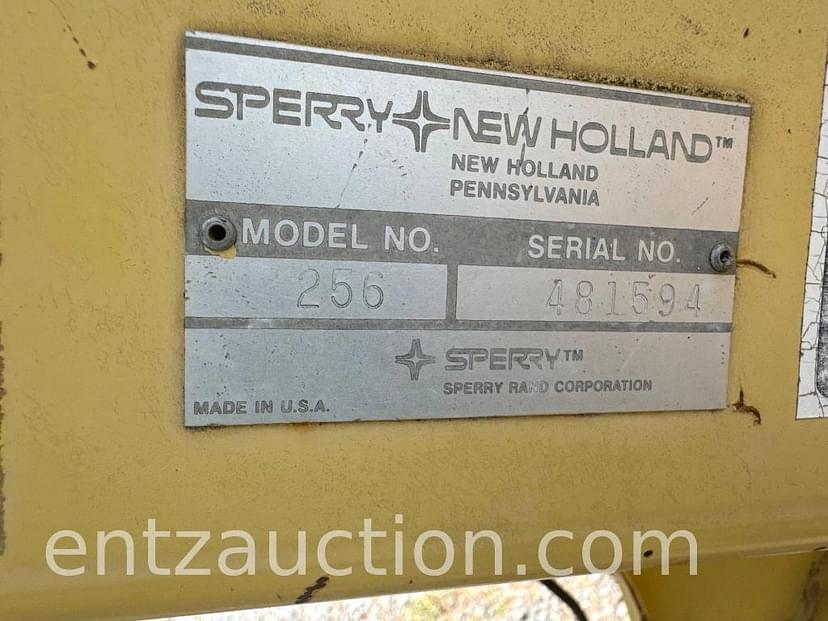 SPERRY NEW HOLLAND™
NEW HOLLAND
PENNSYLVANIA
MODEL NO. SERIAL NO.
256 481594
SPERRY™
SPERRY RAND CORPORATION
MADE IN U.S.A.
entzauction.com